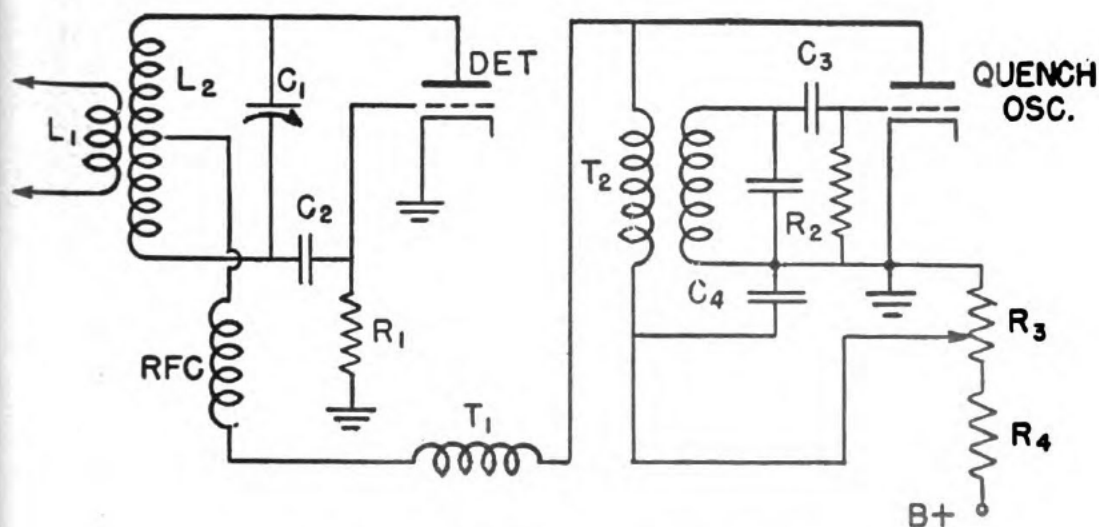 L₁
L₂
C₁
DET
C₂
R₁
RFC
T₁
T₂
C₃
R₂
C₄
QUENCH
OSC.
R₃
R₄
B+